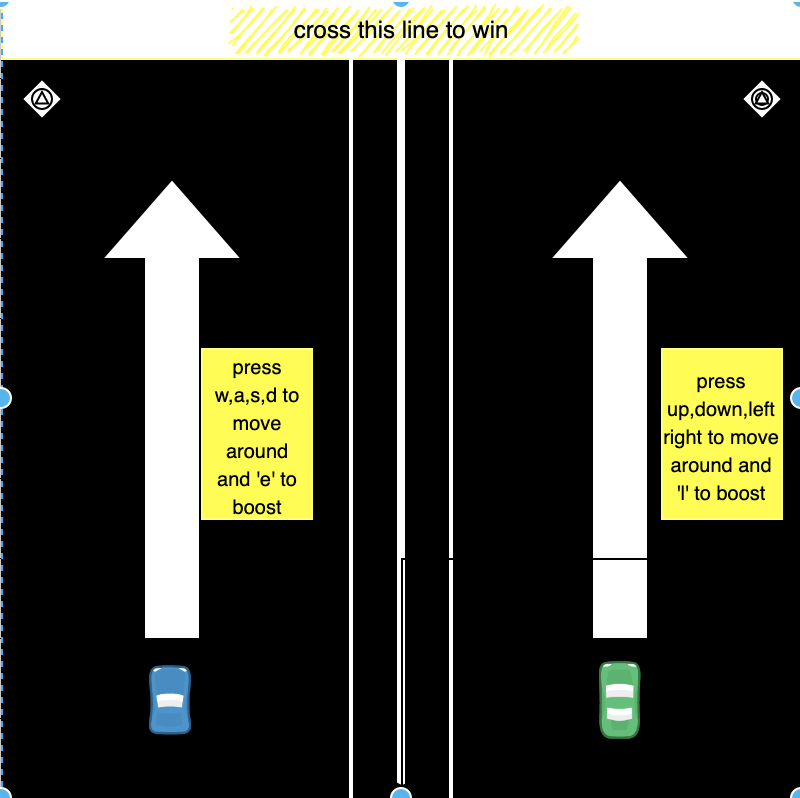 cross this line to win
press
w,a,s,d to
move
around
and 'e' to
boost
press
up,down,left
right to move
around and
'l' to boost